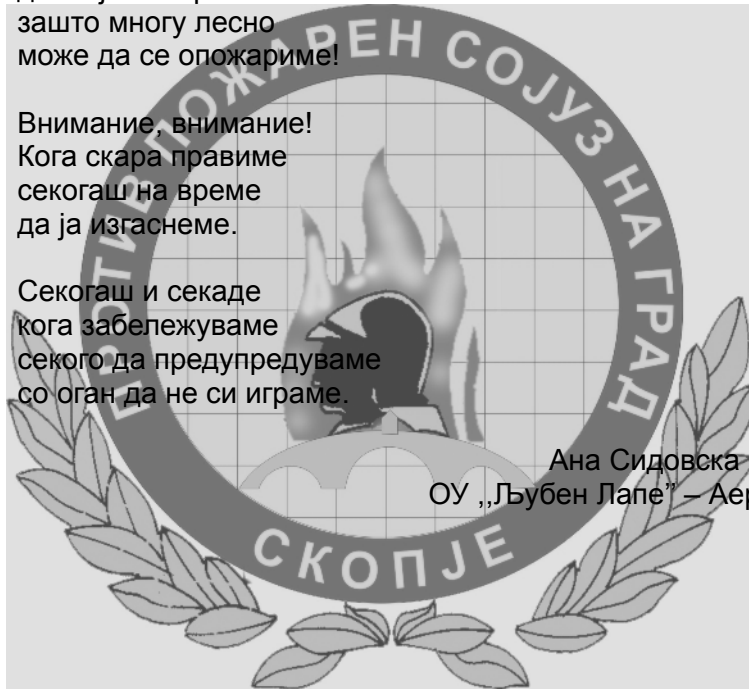 зашто многу лесно
може да се опожариме!
Внимание, внимание!
Кога скара правиме
секогаш на време
да ја изгаснеме.
Секогаш и секаде
кога забележуваме
секого да предупредуваме
со оган да не си играме.
Ана Сидовска
ОУ ,,Љубен Лапе” –
ПРОТИВ ПОЖАРЕН СОЈУЗ НА ГРАД
СКОПЈЕ